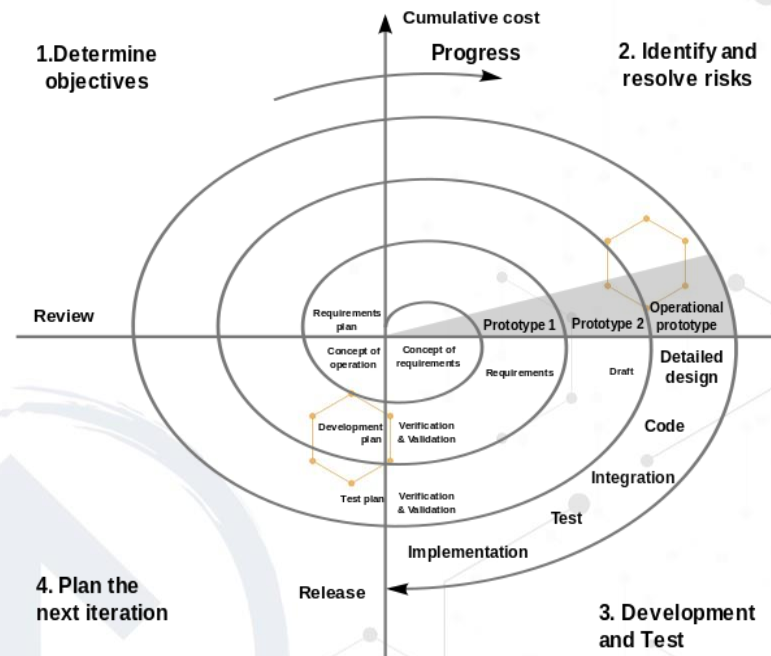 Cumulative cost
Progress
1.Determine
objectives
2. Identify and
resolve risks
Review
Requirements
plan
Prototype 1
Prototype 2
Operational
prototype
Concept of
operation
Concept of
requirements
Requirements
Draft
Detailed
design
Development
plan
Verification
& Validation
Code
Integration
Test plan
Verification
& Validation
Test
Implementation
Release
4. Plan the
next iteration
3. Development
and Test